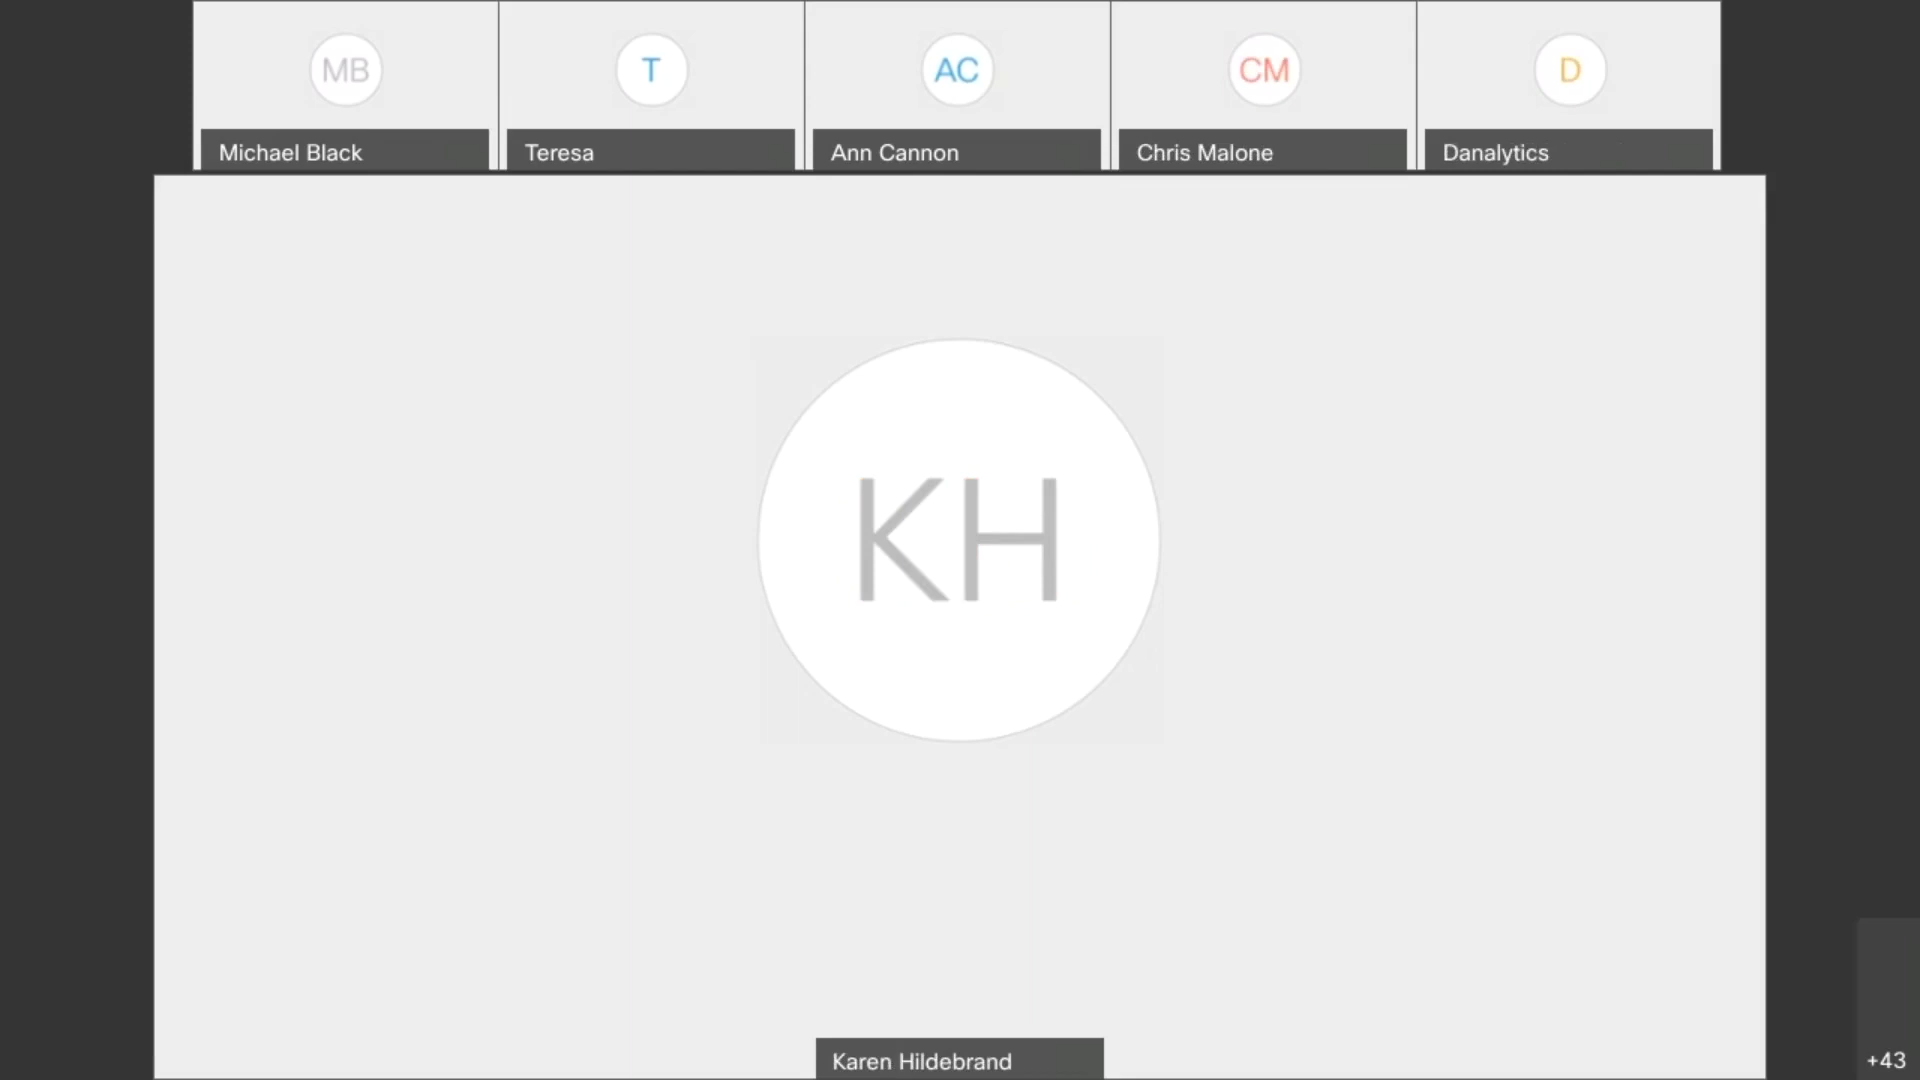 MB
T
AC
CM
D
Michael Black
Teresa
Ann Cannon
Chris Malone
Danalytics
KH
Karen Hildebrand
+43